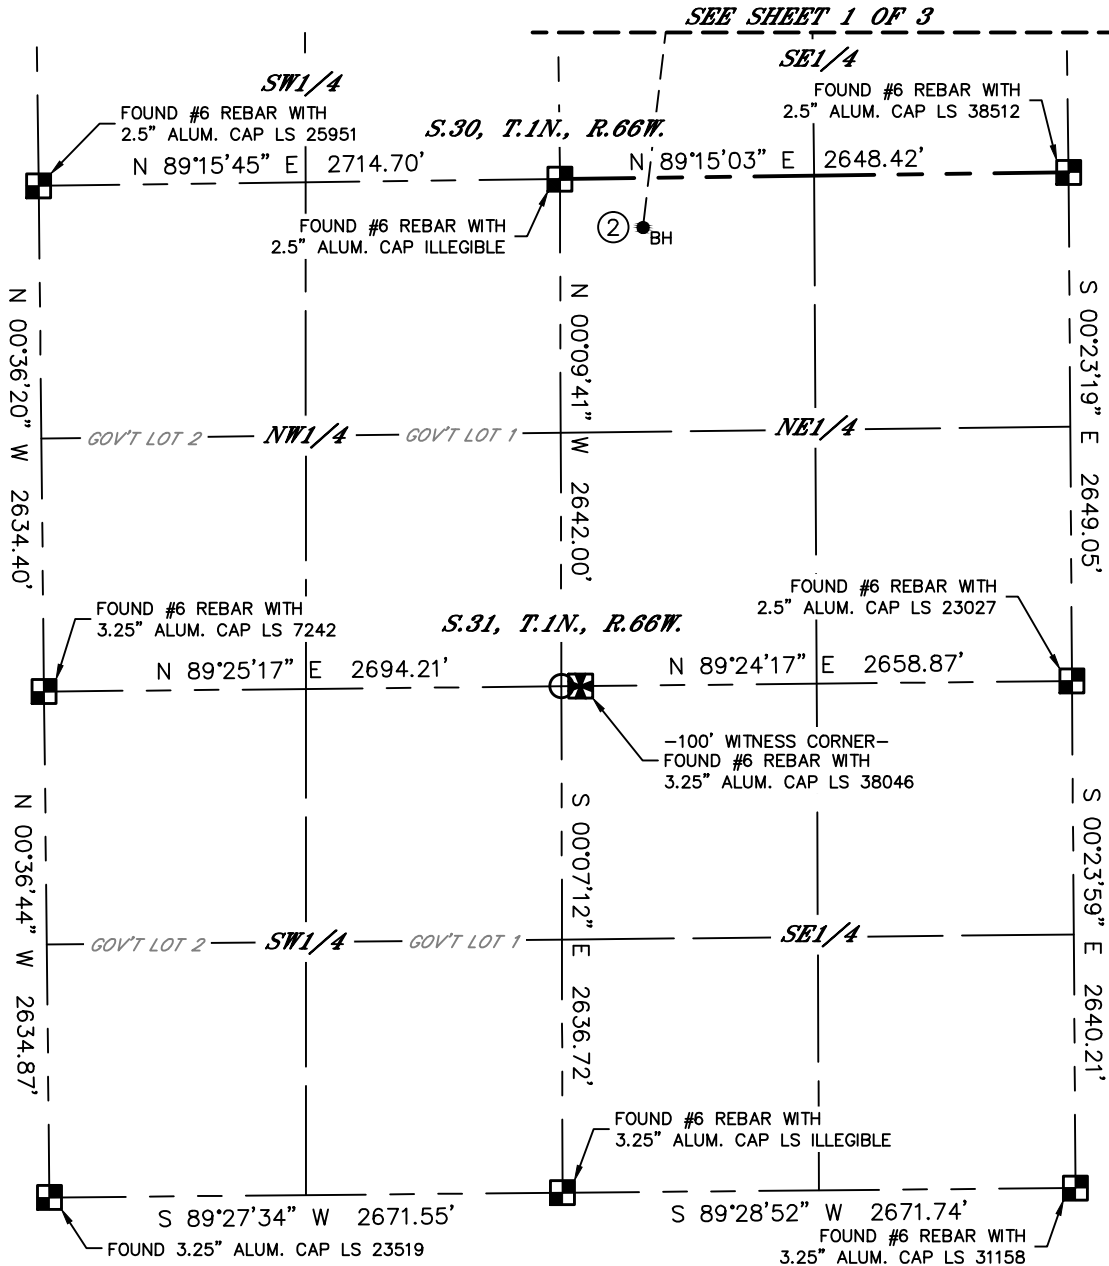 SEE SHEET 1 OF 3
SW1/4
SE1/4
FOUND #6 REBAR WITH
2.5" ALUM. CAP LS 25951
S.30, T.1N., R.66W.
FOUND #6 REBAR WITH
2.5" ALUM. CAP LS 38512
N 89°15'45" E 2714.70'
N 89°15'03" E 2648.42'
FOUND #6 REBAR WITH
2.5" ALUM. CAP ILLEGIBLE
2
BH
N 00°36'20" W 2634.40'
N 00°09'41" W 2642.00'
S 00°23'19" E 2649.05'
GOV'T LOT 2
NW1/4
GOV'T LOT 1
NE1/4
FOUND #6 REBAR WITH
3.25" ALUM. CAP LS 7242
S.31, T.1N., R.66W.
FOUND #6 REBAR WITH
2.5" ALUM. CAP LS 23027
N 89°25'17" E 2694.21'
N 89°24'17" E 2658.87'
-100' WITNESS CORNER-
FOUND #6 REBAR WITH
3.25" ALUM. CAP LS 38046
N 00°36'44" W 2634.87'
S 00°07'12" E 2636.72'
S 00°23'59" E 2640.21'
GOV'T LOT 2
SW1/4
GOV'T LOT 1
SE1/4
FOUND #6 REBAR WITH
3.25" ALUM. CAP LS ILLEGIBLE
S 89°27'34" W 2671.55'
S 89°28'52" W 2671.74'
FOUND 3.25" ALUM. CAP LS 23519
FOUND #6 REBAR WITH
3.25" ALUM. CAP LS 31158